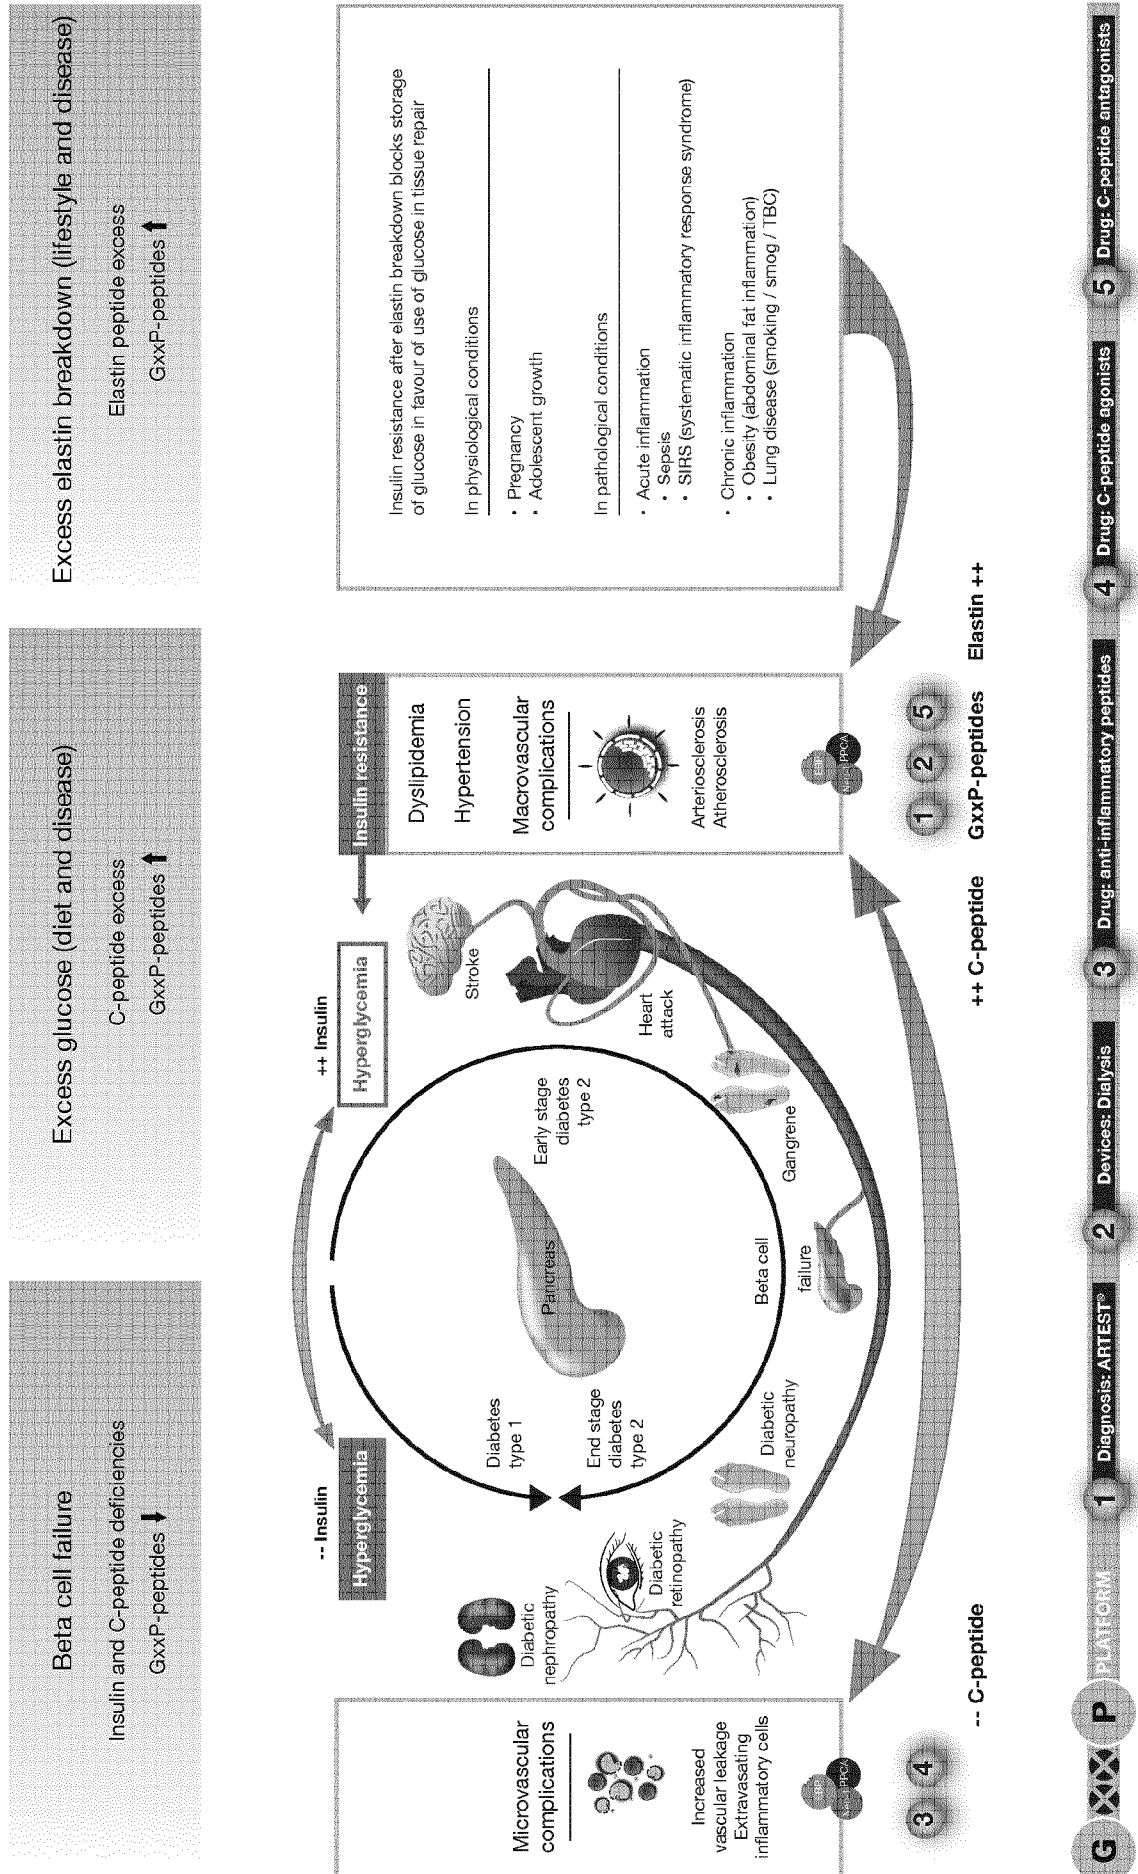 Beta cell failure
Insulin and C-peptide deficiencies
GxxP-peptides
Excess glucose (diet and disease)
C-peptide excess
GxxP-peptides
Excess elastin breakdown (lifestyle and disease)
Elastin peptide excess
GxxP-peptides
-- Insulin
Hyperglycemia
++ Insulin
Hyperglycemia
Insulin resistance
Microvascular
complications
Increased
vascular leakage
Extravasating
inflammatory cells
PPCA
Diabetic
nephropathy
Diabetic
retinopathy
Diabetic
neuropathy
Diabetes
type 1
End stage
diabetes
type 2
Pancreas
Early stage
diabetes
type 2
Beta cell
failure
Gangrene
Heart
attack
Stroke
Dyslipidemia
Hypertension
Macrovascular
complications
Arteriosclerosis
Atherosclerosis
PPCA
Insulin resistance after elastin breakdown blocks storage
of glucose in favour of use of glucose in tissue repair
In physiological conditions
• Pregnancy
• Adolescent growth
In pathological conditions
• Acute inflammation
• Sepsis
• SIRS (systematic inflammatory response syndrome)
• Chronic inflammation
• Obesity (abdominal fat inflammation)
• Lung disease (smoking / smog / TBC)
3 4
1 2 5
-- C-peptide
++ C-peptide
GxxP-peptides
Elastin ++
G X X P PLATFORM
1 Diagnosis: ARTEST®
2 Devices: Dialysis
3 Drug: anti-inflammatory peptides
4 Drug: C-peptide agonists
5 Drug: C-peptide antagonists